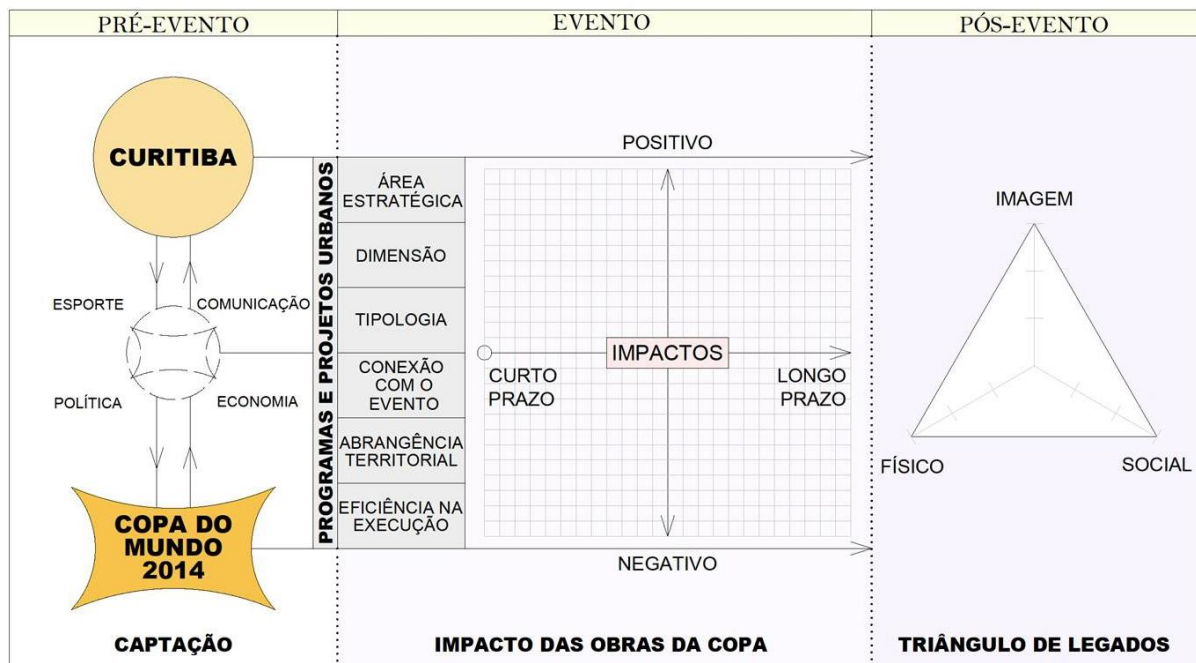 PRÉ-EVENTO
EVENTO
PÓS-EVENTO
CURITIBA
ESPORTE
COMUNICAÇÃO
POLÍTICA
ECONOMIA
COPA DO
MUNDO
2014
CAPTAÇÃO
PROGRAMAS E PROJETOS URBANOS
ÁREA
ESTRATÉGICA
DIMENSÃO
TIPOLOGIA
CONEXÃO
COM O
EVENTO
ABRANGÊNCIA
TERRITORIAL
EFICIÊNCIA NA
EXECUÇÃO
POSITIVO
IMPACTOS
CURTO
PRAZO
LONGO
PRAZO
NEGATIVO
IMPACTO DAS OBRAS DA COPA
IMAGEM
FÍSICO
SOCIAL
TRIÂNGULO DE LEGADOS